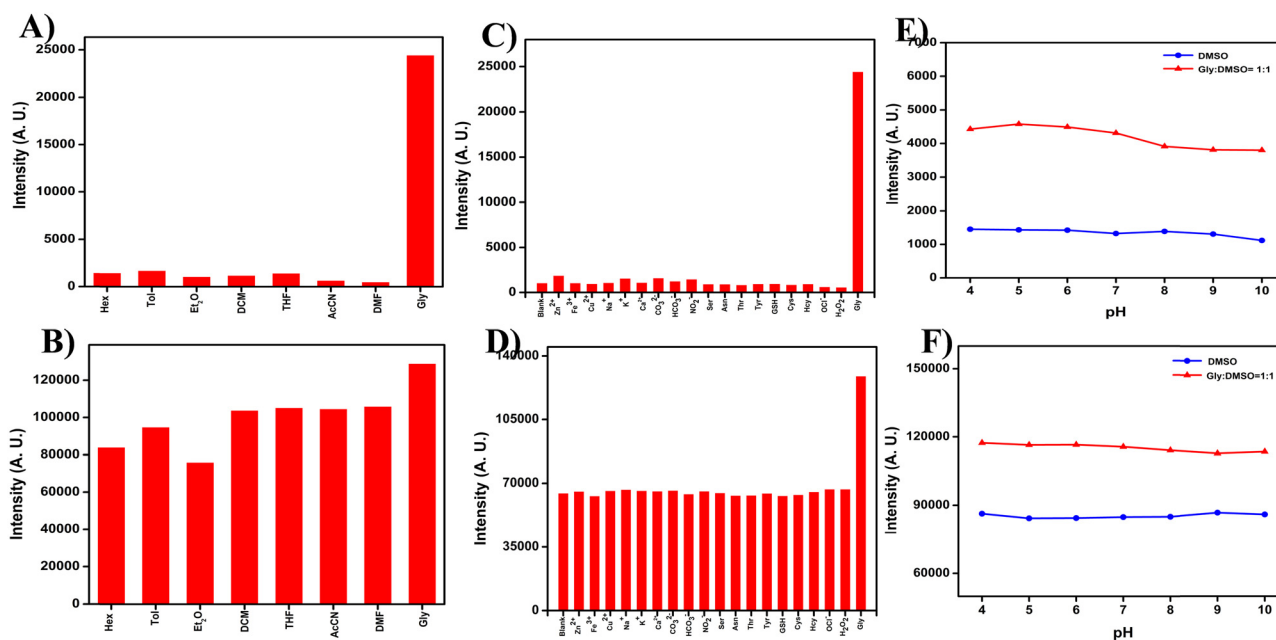 A)
Intensity (A. U.)
25000
20000
15000
10000
5000
0
Hex
Tol
Et₂O
DCM
THF
AcCN
DMF
Gly
B)
Intensity (A. U.)
120000
100000
80000
60000
40000
20000
0
Hex
Tol
Et₂O₂
DCM
THF
AcCN
DMF
Gly
C)
Intensity (A. U.)
25000
20000
15000
10000
5000
0
Blank
Zn²⁺
Fe³⁺
Cu²⁺
Na⁺
K⁺
Ca²⁺
CO₃²⁻
HCO₃⁻
NO₂⁻
Ser
Asn
Thr
Tyr
GSH
Cys
Hcy
OCl⁻
H₂O₂
Gly
D)
Intensity (A. U.)
140000
105000
70000
35000
0
Blank
Zn²⁺
Fe³⁺
Cu²⁺
Na⁺
K⁺
Ca²⁺
CO₃²⁻
HCO₃⁻
NO₂⁻
Ser
Asn
Thr
Tyr
GSH
Cys
Hcy
OCl⁻
H₂O₂
Gly
E)
Intensity (A. U.)
7000
6000
5000
4000
3000
2000
1000
0
DMSO
Gly:DMSO= 1:1
4 5 6 7 8 9 10
pH
F)
Intensity (A. U.)
150000
120000
90000
60000
DMSO
Gly:DMSO=1:1
4 5 6 7 8 9 10
pH